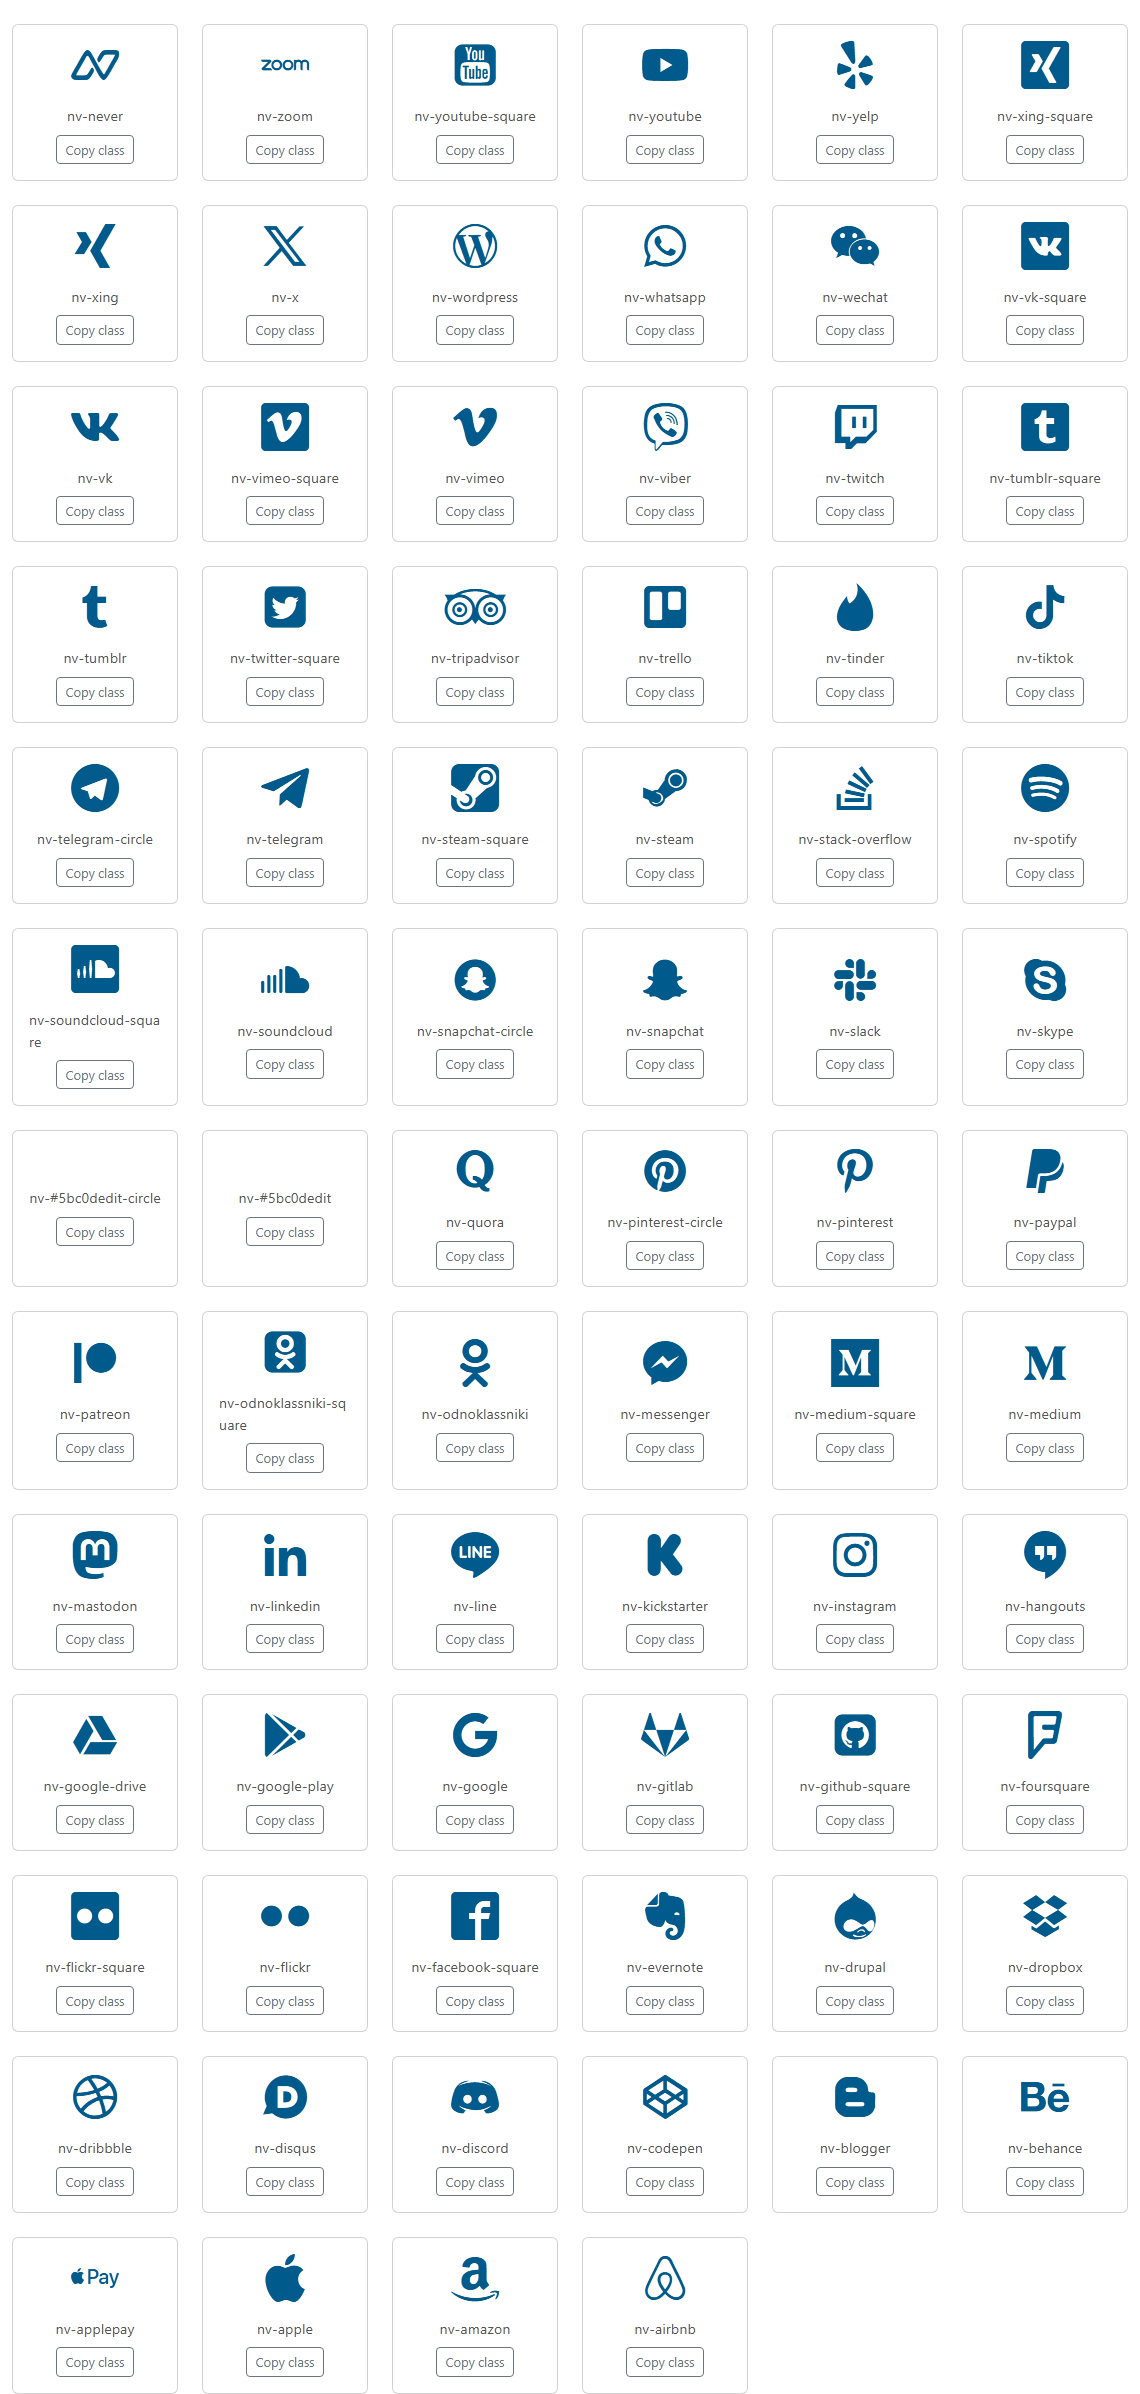 zoom
You
Tube
nv-never
nv-zoom
nv-youtube-square
nv-youtube
nv-yelp
nv-xing-square
Copy class
Copy class
Copy class
Copy class
Copy class
Copy class
nv-xing
nv-x
nv-wordpress
nv-whatsapp
nv-wechat
nv-vk-square
Copy class
Copy class
Copy class
Copy class
Copy class
Copy class
nv-vk
nv-vimeo-square
nv-vimeo
nv-viber
nv-twitch
nv-tumblr-square
Copy class
Copy class
Copy class
Copy class
Copy class
Copy class
nv-tumblr
nv-twitter-square
nv-tripadvisor
nv-trello
nv-tinder
nv-tiktok
Copy class
Copy class
Copy class
Copy class
Copy class
Copy class
nv-telegram-circle
nv-telegram
nv-steam-square
nv-steam
nv-stack-overflow
nv-spotify
Copy class
Copy class
Copy class
Copy class
Copy class
Copy class
nv-soundcloud-squa
re
nv-soundcloud
nv-snapchat-circle
nv-snapchat
nv-slack
nv-skype
Copy class
Copy class
Copy class
Copy class
Copy class
Copy class
nv-#5bc0dedit-circle
nv-#5bc0dedit
nv-quora
nv-pinterest-circle
nv-pinterest
nv-paypal
Copy class
Copy class
Copy class
Copy class
Copy class
Copy class
nv-patreon
nv-odnoklassniki-sq
uare
nv-odnoklassniki
nv-messenger
nv-medium-square
nv-medium
Copy class
Copy class
Copy class
Copy class
Copy class
Copy class
LINE
nv-mastodon
nv-linkedin
nv-line
nv-kickstarter
nv-instagram
nv-hangouts
Copy class
Copy class
Copy class
Copy class
Copy class
Copy class
nv-google-drive
nv-google-play
nv-google
nv-gitlab
nv-github-square
nv-foursquare
Copy class
Copy class
Copy class
Copy class
Copy class
Copy class
nv-flickr-square
nv-flickr
nv-facebook-square
nv-evernote
nv-drupal
nv-dropbox
Copy class
Copy class
Copy class
Copy class
Copy class
Copy class
nv-dribbble
nv-disqus
nv-discord
nv-codepen
nv-blogger
nv-behance
Copy class
Copy class
Copy class
Copy class
Copy class
Copy class
Pay
nv-applepay
nv-apple
nv-amazon
nv-airbnb
Copy class
Copy class
Copy class
Copy class